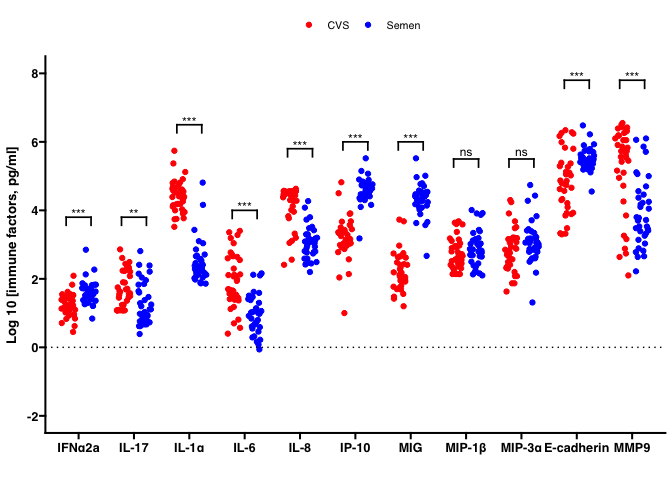 CVS Semen
Log 10 [immune factors, pg/ml]
8
6
4
2
0
-2
*** ** *** *** *** *** *** ns ns *** ***
IFNα2a IL-17 IL-1α IL-6 IL-8 IP-10 MIG MIP-1β MIP-3α E-cadherin MMP9